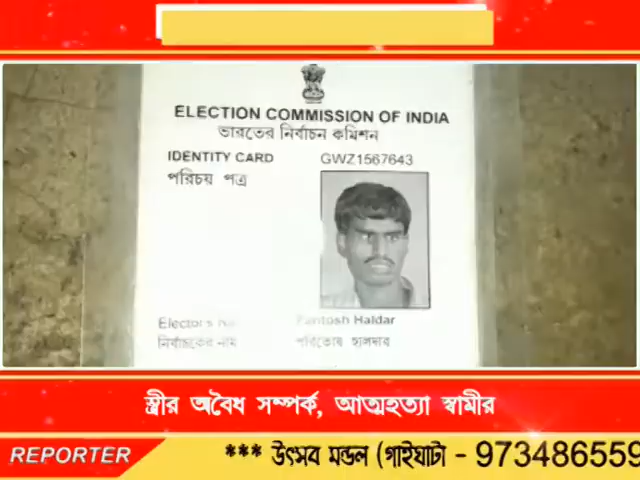 ELECTION COMMISSION OF INDIA
ভারতের নির্বাচন কমিশন
IDENTITY CARD GWZ1567643
পরিচয় পত্র
Elector's Haldar
নির্বাচকের নাম পরিতোষ হালদার
স্ত্রীর অবৈধ সম্পর্ক, আত্মহত্যা স্বামীর
REPORTER *** উৎসব মন্ডল (গাইঘাটা - 973486559